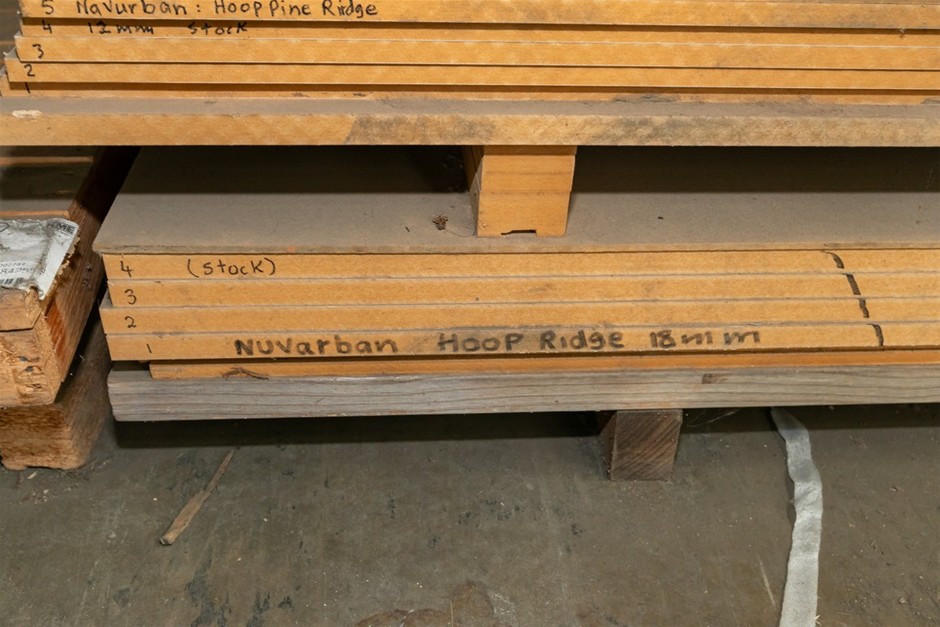 5 Navurban : Hoop Pine Ridge
4 12mm stock
3
2
1
4 (stock)
3
2
1 Nuvarban Hoop Ridge 18mm